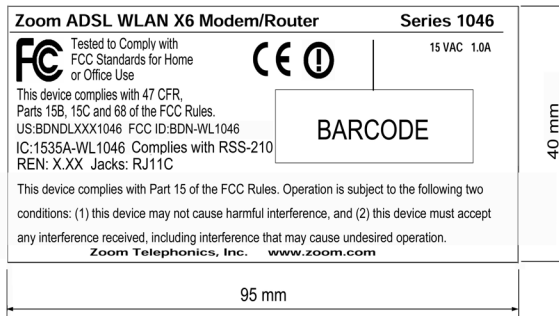 Zoom ADSL WLAN X6 Modem/Router Series 1046
FC Tested to Comply with
FCC Standards for Home
or Office Use
CE
15 VAC 1.0A
This device complies with 47 CFR,
Parts 15B, 15C and 68 of the FCC Rules.
US:BDNDLXXX1046 FCC ID:BDN-WL1046
IC:1535A-WL1046 Complies with RSS-210
REN: X.XX Jacks: RJ11C
BARCODE
This device complies with Part 15 of the FCC Rules. Operation is subject to the following two
conditions: (1) this device may not cause harmful interference, and (2) this device must accept
any interference received, including interference that may cause undesired operation.
Zoom Telephonics, Inc. www.zoom.com
40 mm
95 mm